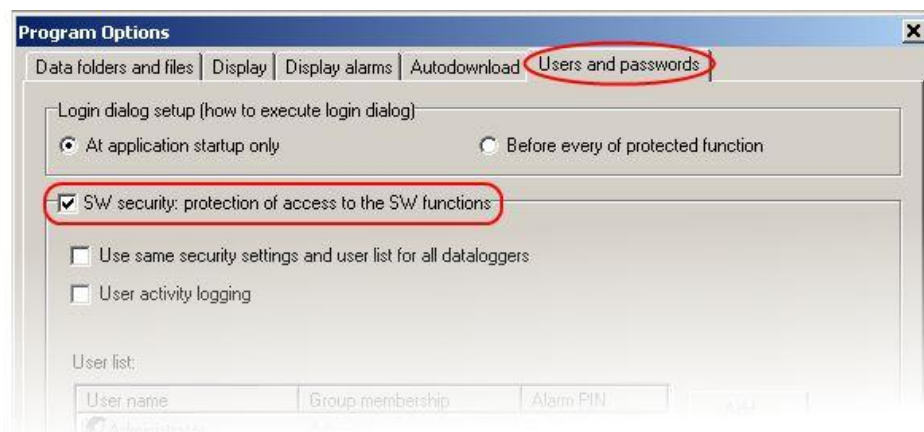 Program Options
Data folders and files Display Display alarms Autodownload Users and passwords
Login dialog setup (how to execute login dialog)
At application startup only Before every of protected function
SW security: protection of access to the SW functions
Use same security settings and user list for all dataloggers
User activity logging
User list:
User name Group membership Alarm PIN Add
Administrator